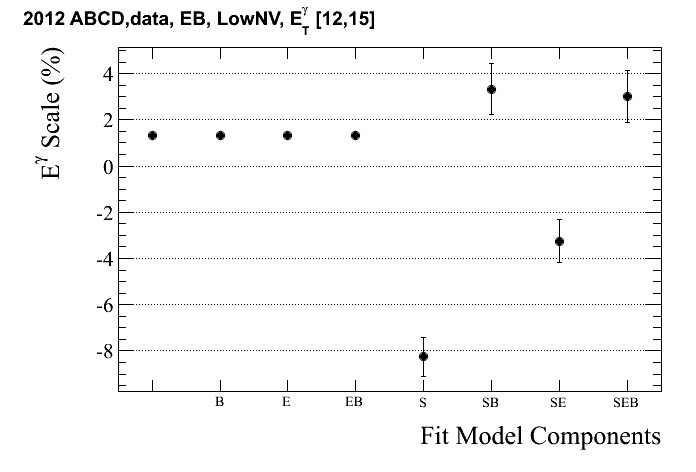 2012 ABCD,data, EB, LowNV, E_T^γ [12,15]
E^γ Scale (%)
4
2
0
-2
-4
-6
-8
B E EB S SB SE SEB
Fit Model Components